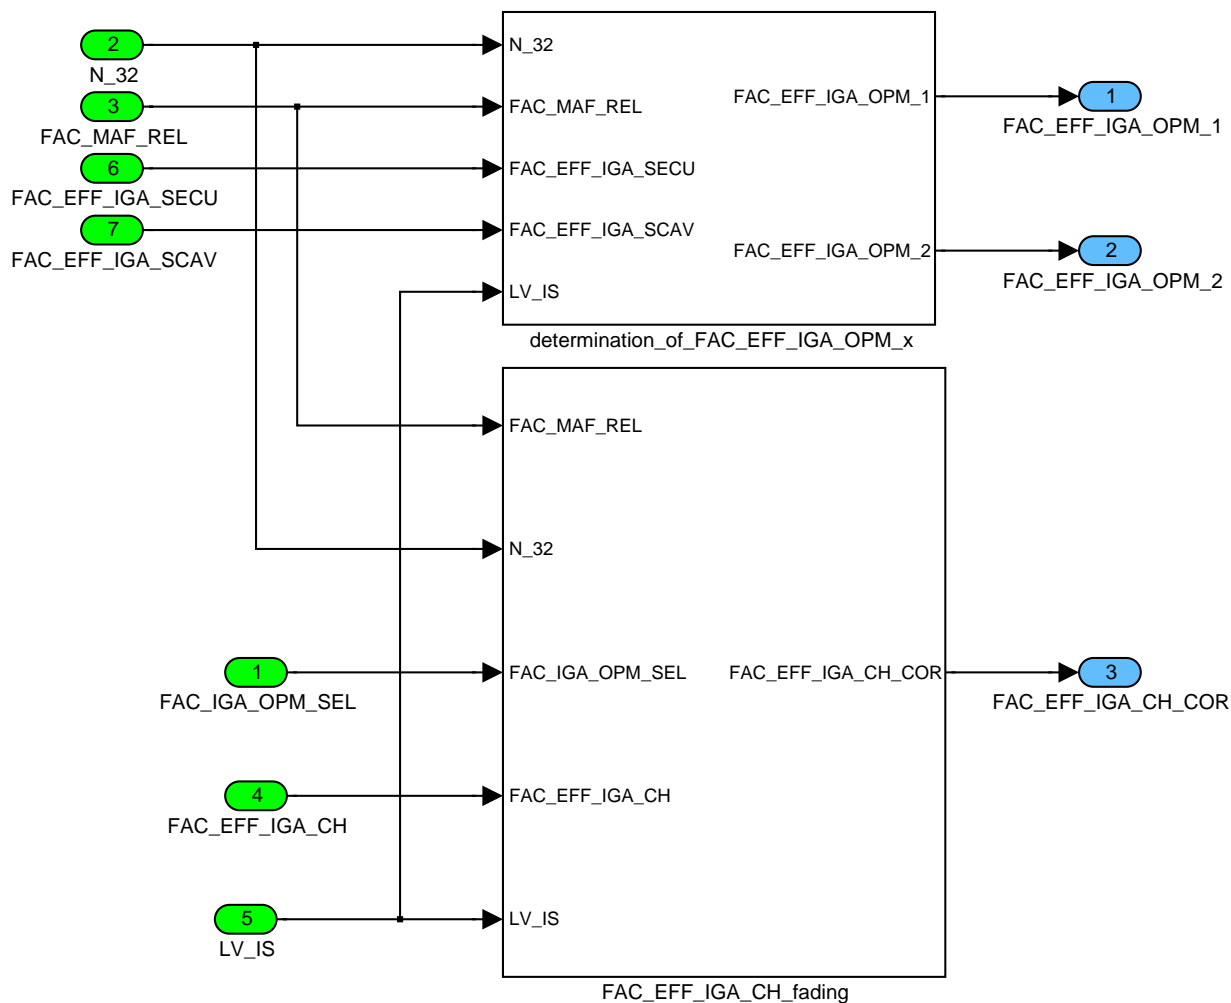 2
N_32
3
FAC_MAF_REL
6
FAC_EFF_IGA_SECU
7
FAC_EFF_IGA_SCAV
N_32
FAC_MAF_REL
FAC_EFF_IGA_SECU
FAC_EFF_IGA_SCAV
LV_IS
FAC_EFF_IGA_OPM_1
FAC_EFF_IGA_OPM_2
determination_of_FAC_EFF_IGA_OPM_x
1
FAC_EFF_IGA_OPM_1
2
FAC_EFF_IGA_OPM_2
1
FAC_IGA_OPM_SEL
4
FAC_EFF_IGA_CH
5
LV_IS
FAC_MAF_REL
N_32
FAC_IGA_OPM_SEL
FAC_EFF_IGA_CH
LV_IS
FAC_EFF_IGA_CH_COR
FAC_EFF_IGA_CH_fading
3
FAC_EFF_IGA_CH_COR